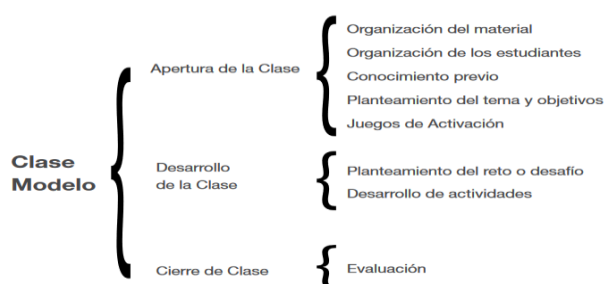 Clase
Modelo
Apertura de la Clase
Organización del material
Organización de los estudiantes
Conocimiento previo
Planteamiento del tema y objetivos
Juegos de Activación
Desarrollo
de la Clase
Planteamiento del reto o desafío
Desarrollo de actividades
Cierre de Clase
Evaluación